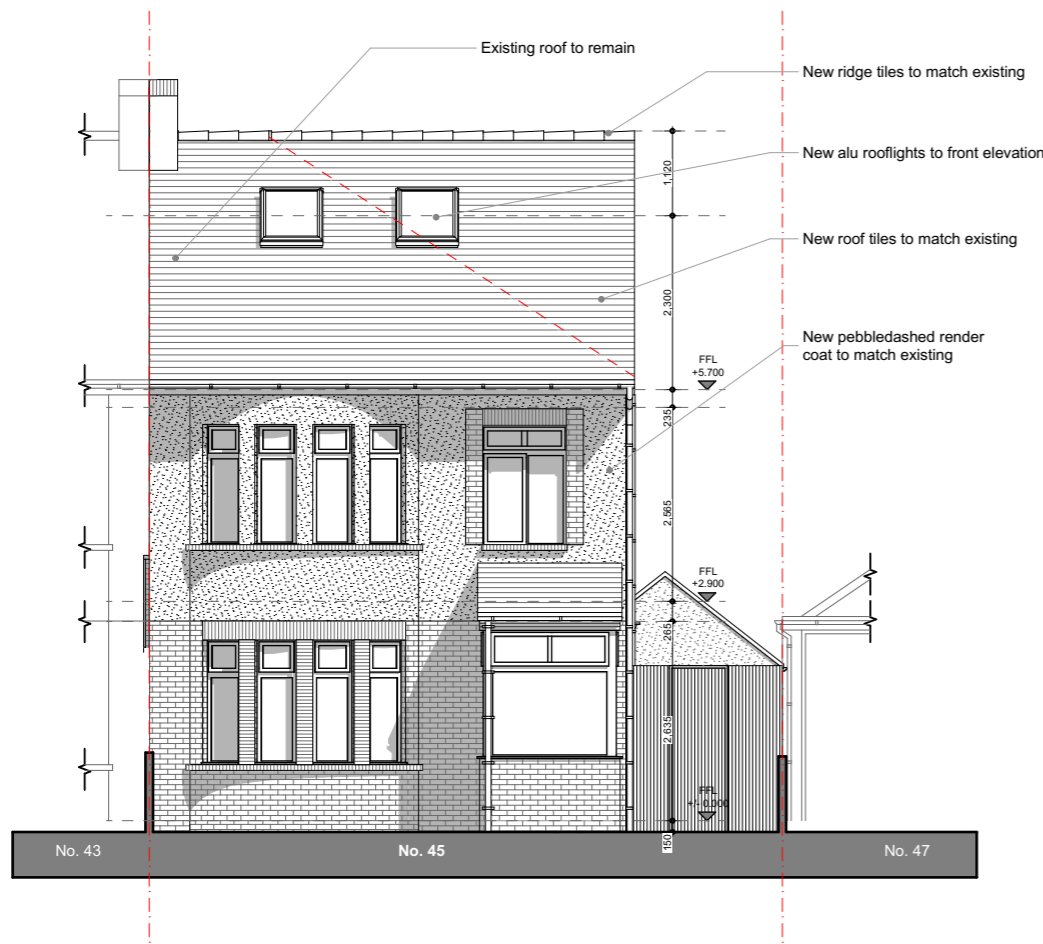 Existing roof to remain
New ridge tiles to match existing
1,120
New alu rooflights to front elevation
New roof tiles to match existing
2,300
New pebbledashed render
coat to match existing
FFL
+5.700
235
2,565
FFL
+2.900
265
2,635
FFL
+/- 0.000
150
No. 43
No. 45
No. 47